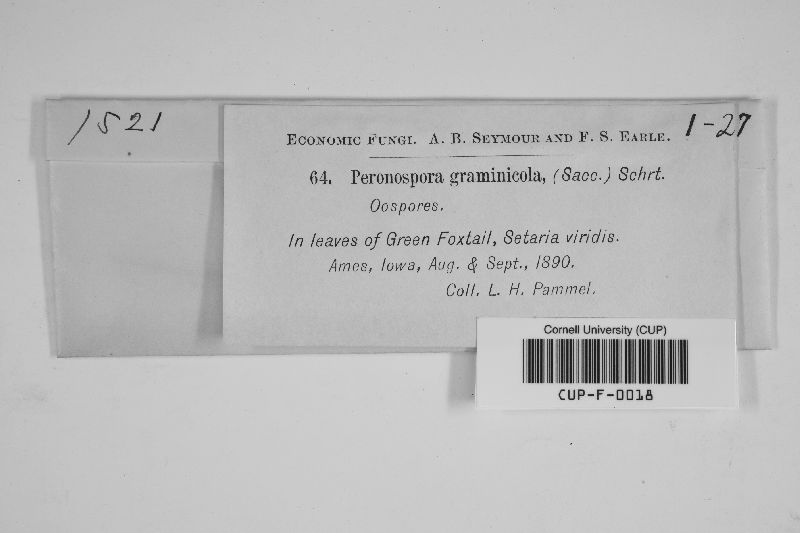 1521
1-27
ECONOMIC FUNGI. A. B. SEYMOUR AND F. S. EARLE.
64. Peronospora graminicola, (Sacc.) Schrt.
Oospores.
In leaves of Green Foxtail, Setaria viridis.
Ames, Iowa, Aug. & Sept., 1890.
Coll. L. H. Pammel.
Cornell University (CUP)
CUP-F-0018